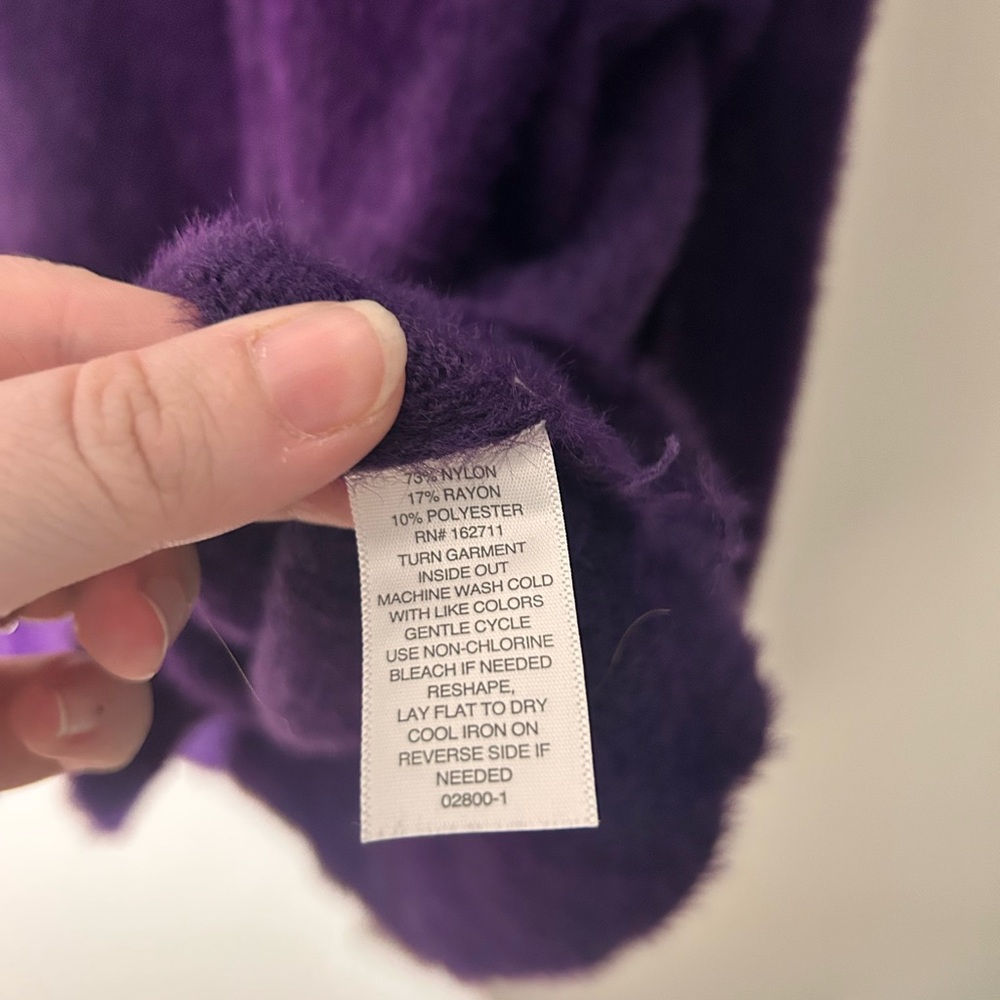 73% NYLON
17% RAYON
10% POLYESTER
RN# 162711
TURN GARMENT
INSIDE OUT
MACHINE WASH COLD
WITH LIKE COLORS
GENTLE CYCLE
USE NON-CHLORINE
BLEACH IF NEEDED
RESHAPE,
LAY FLAT TO DRY
COOL IRON ON
REVERSE SIDE IF
NEEDED
02800-1